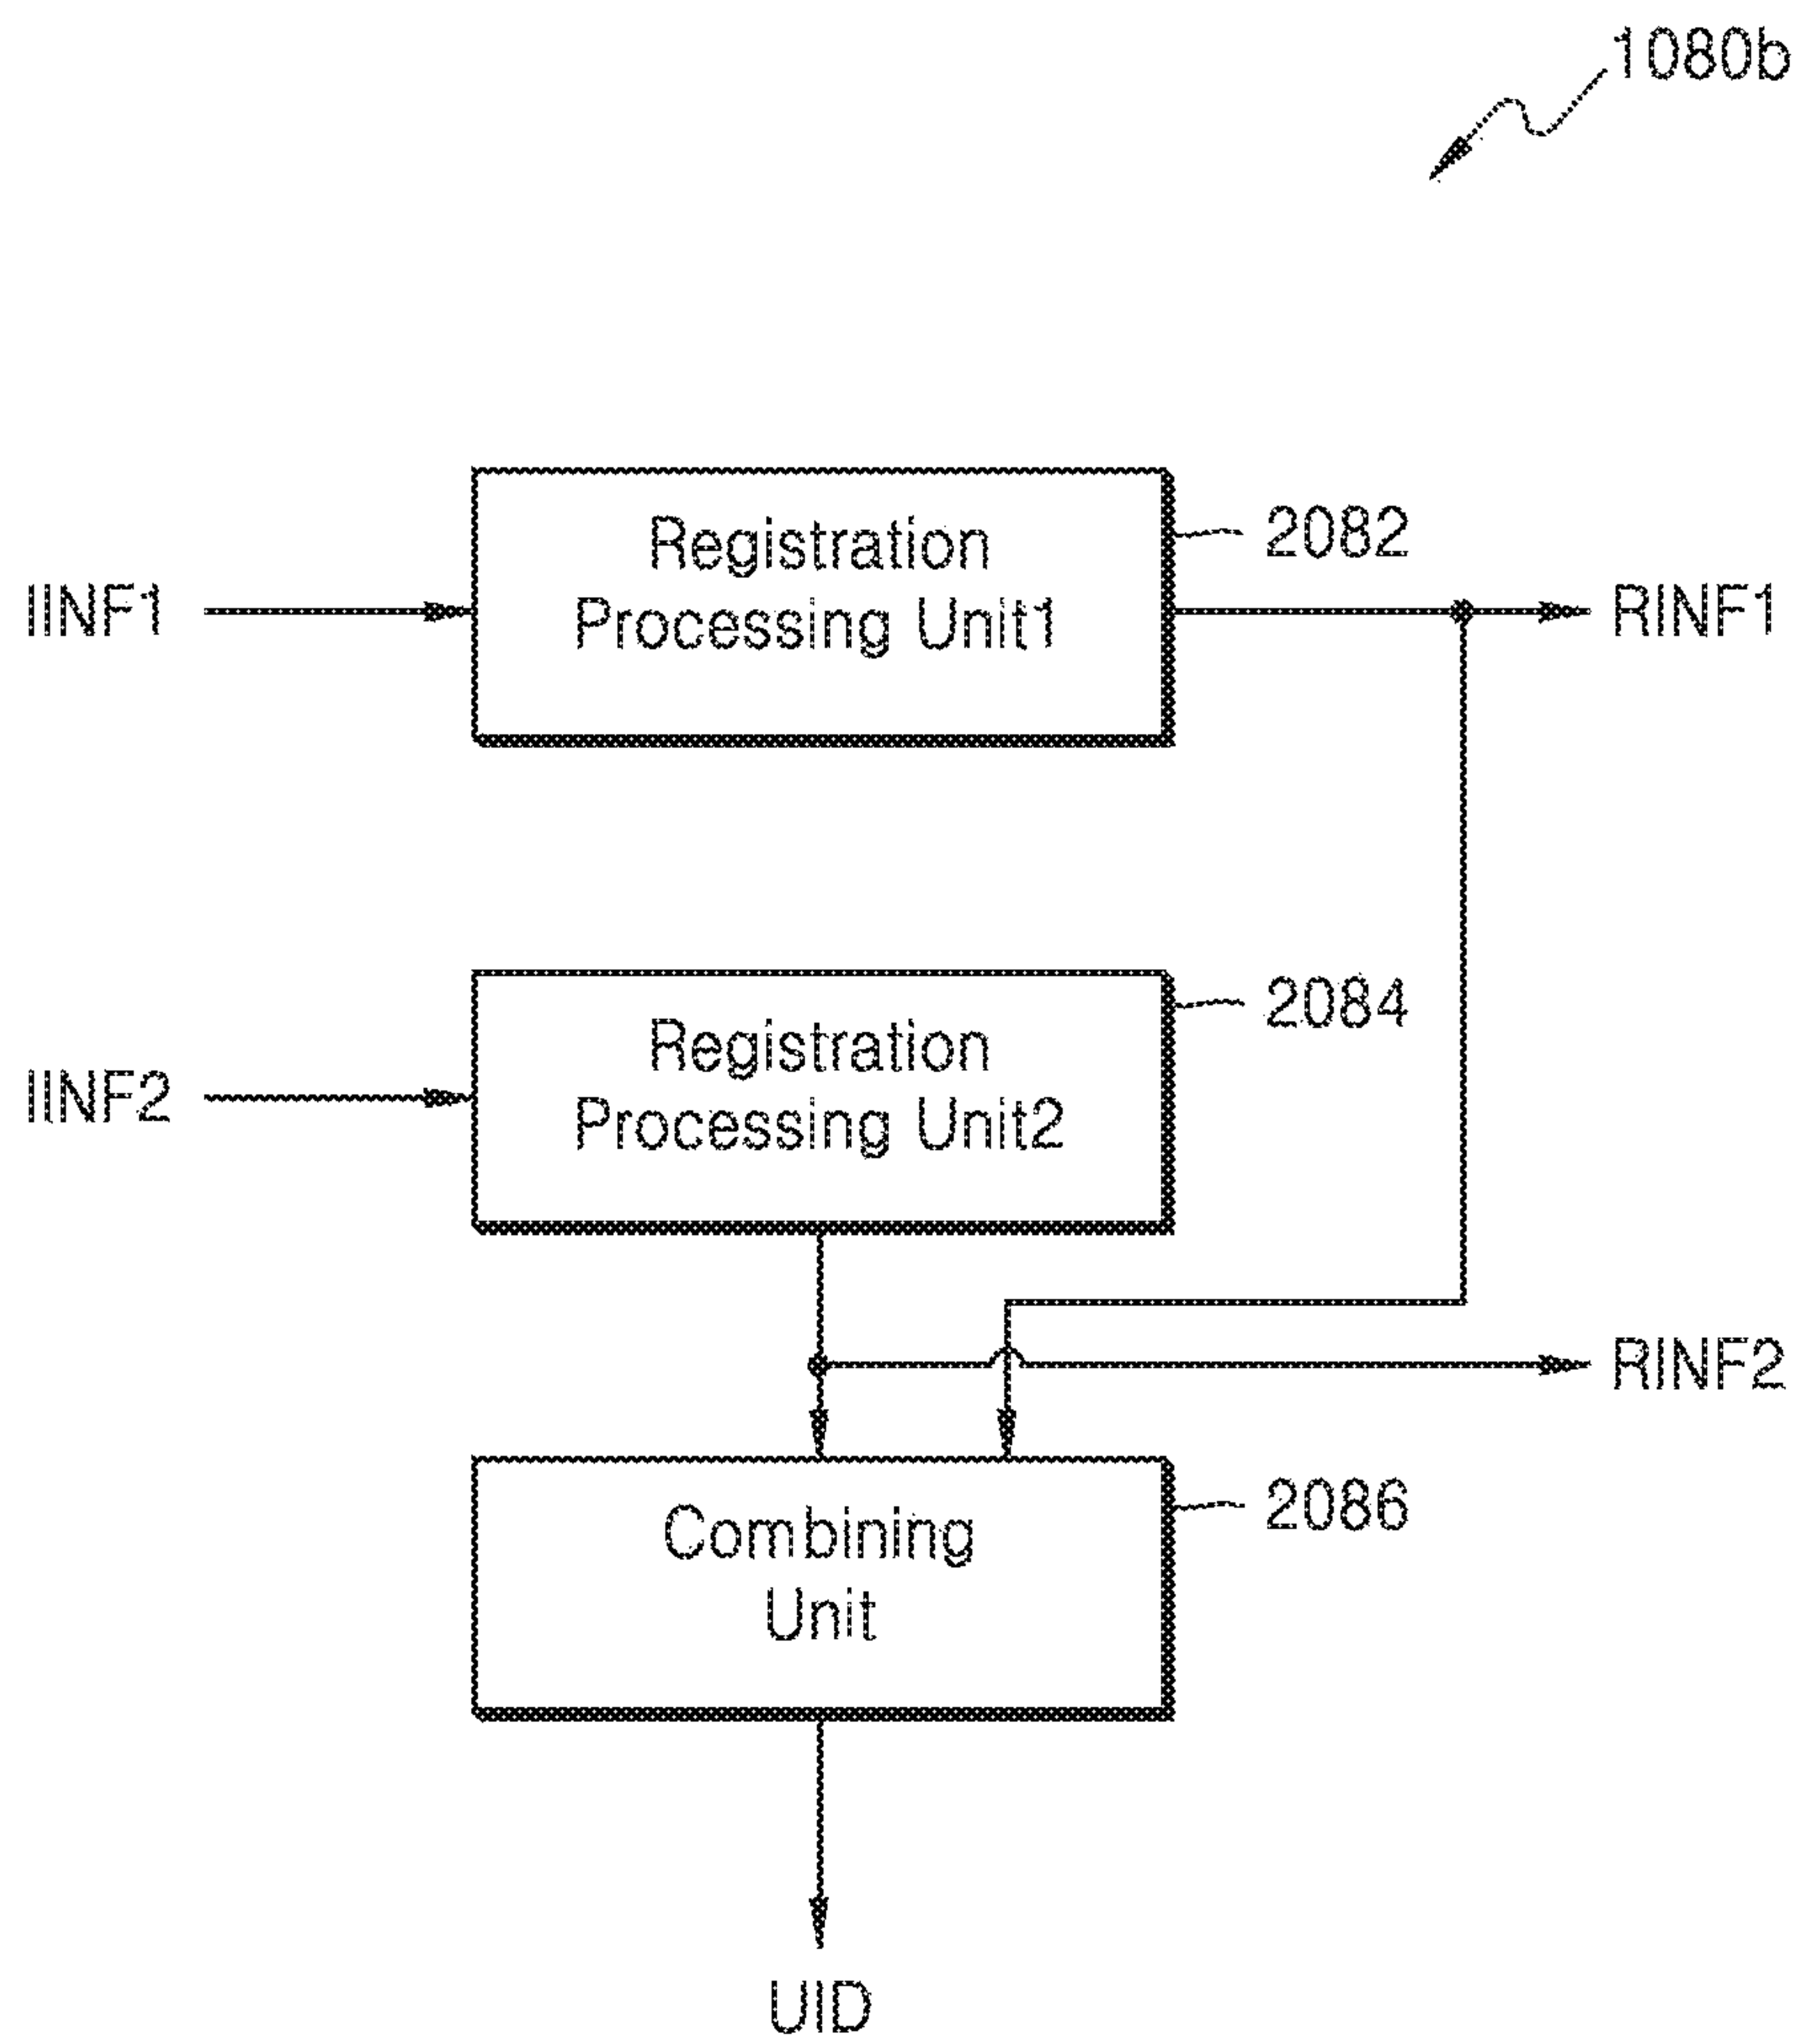 1080b
Registration
Processing Unit1
2082
IINF1
RINF1
Registration
Processing Unit2
2084
IINF2
RINF2
Combining
Unit
2086
UID